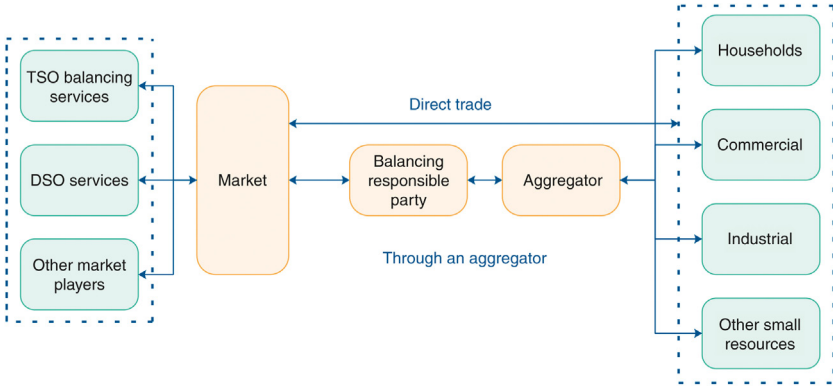 TSO balancing
services
DSO services
Other market
players
Market
Direct trade
Balancing
responsible
party
Aggregator
Through an aggregator
Households
Commercial
Industrial
Other small
resources